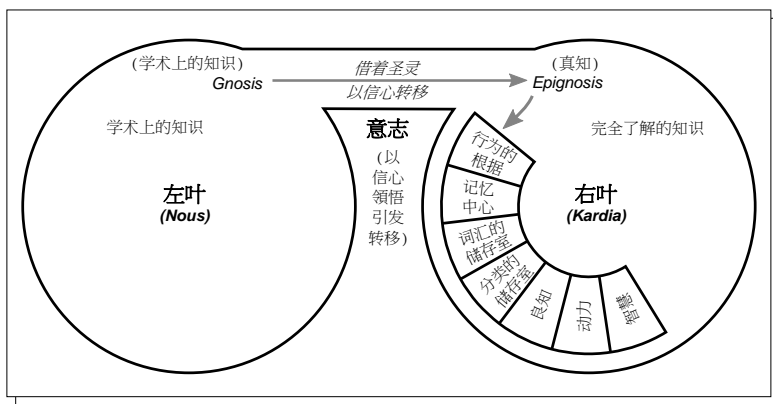 (学术上的知识)
Gnosis
借着圣灵
以信心转移
(真知)
Epignosis
学术上的知识
左叶
(Nous)
意志
(以
信心
領悟
引发
转移)
完全了解的知识
右叶
(Kardia)
行为的
根据
记忆
中心
词汇的
储存室
分类的
储存室
良知
动力
智慧